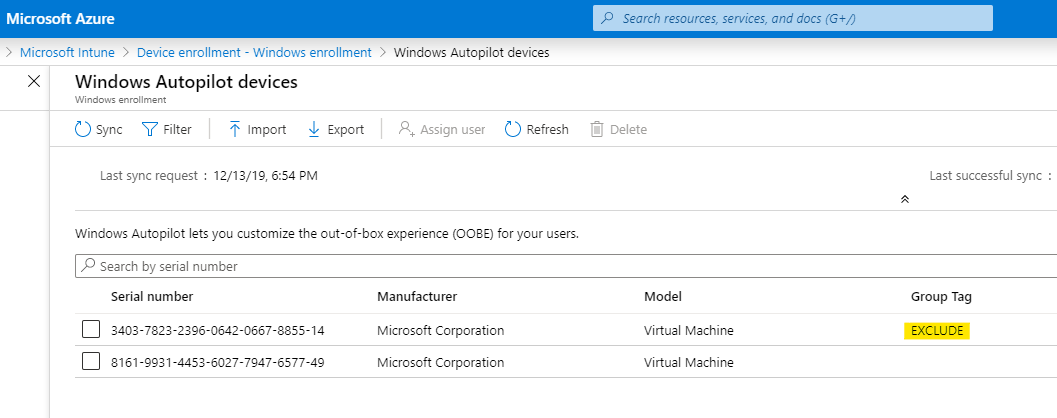 Microsoft Azure
Search resources, services, and docs (G+/)
> Microsoft Intune > Device enrollment - Windows enrollment > Windows Autopilot devices
Windows Autopilot devices
Windows enrollment
Sync Filter Import Export Assign user Refresh Delete
Last sync request : 12/13/19, 6:54 PM Last successful sync :
Windows Autopilot lets you customize the out-of-box experience (OOBE) for your users.
Search by serial number
Serial number Manufacturer Model Group Tag
3403-7823-2396-0642-0667-8855-14 Microsoft Corporation Virtual Machine EXCLUDE
8161-9931-4453-6027-7947-6577-49 Microsoft Corporation Virtual Machine